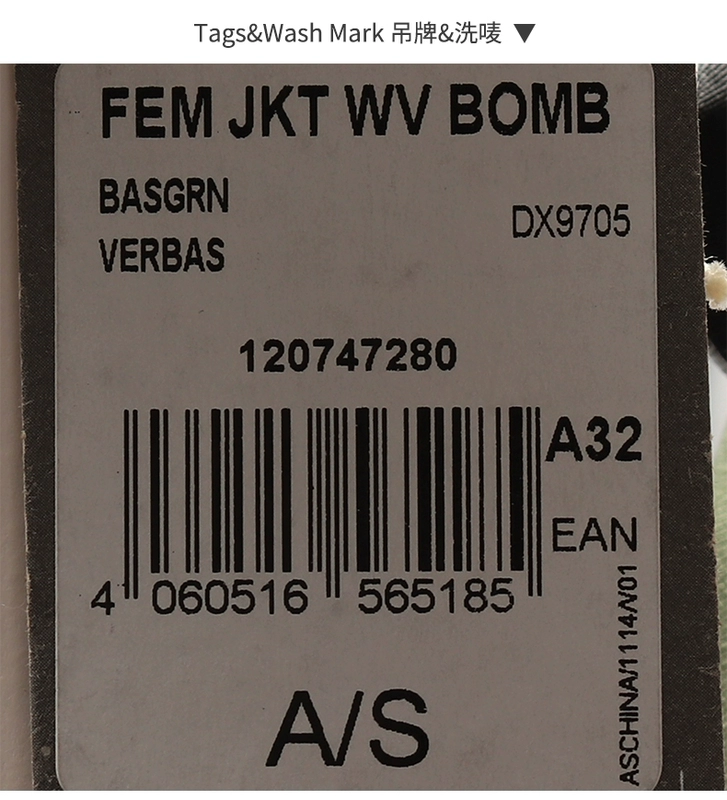 Tags&Wash Mark 吊牌&洗唛 ▼
FEM JKT WV BOMB
BASGRN
DX9705
VERBAS
120747280
A32
EAN
4 060516 565185
ASCHINA/1114/V01
A/S